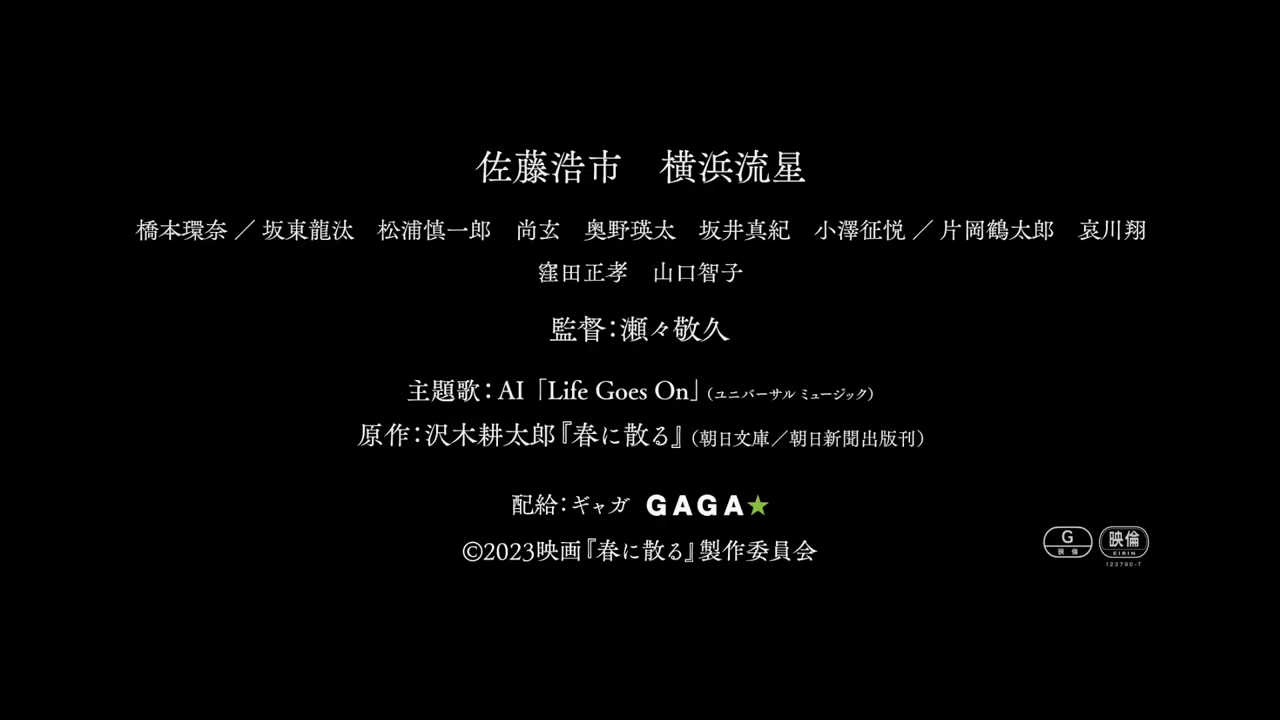 佐藤浩市　横浜流星
橋本環奈／坂東龍汰　松浦慎一郎　尚玄　奥野瑛太　坂井真紀　小澤征悦／片岡鶴太郎　哀川翔
窪田正孝　山口智子
監督：瀬々敬久
主題歌：AI「Life Goes On」（ユニバーサル ミュージック）
原作：沢木耕太郎『春に散る』（朝日文庫／朝日新聞出版刊）
配給：ギャガ　GAGA★
©2023映画『春に散る』製作委員会
G
映倫
映倫
EIRIN
123790-T